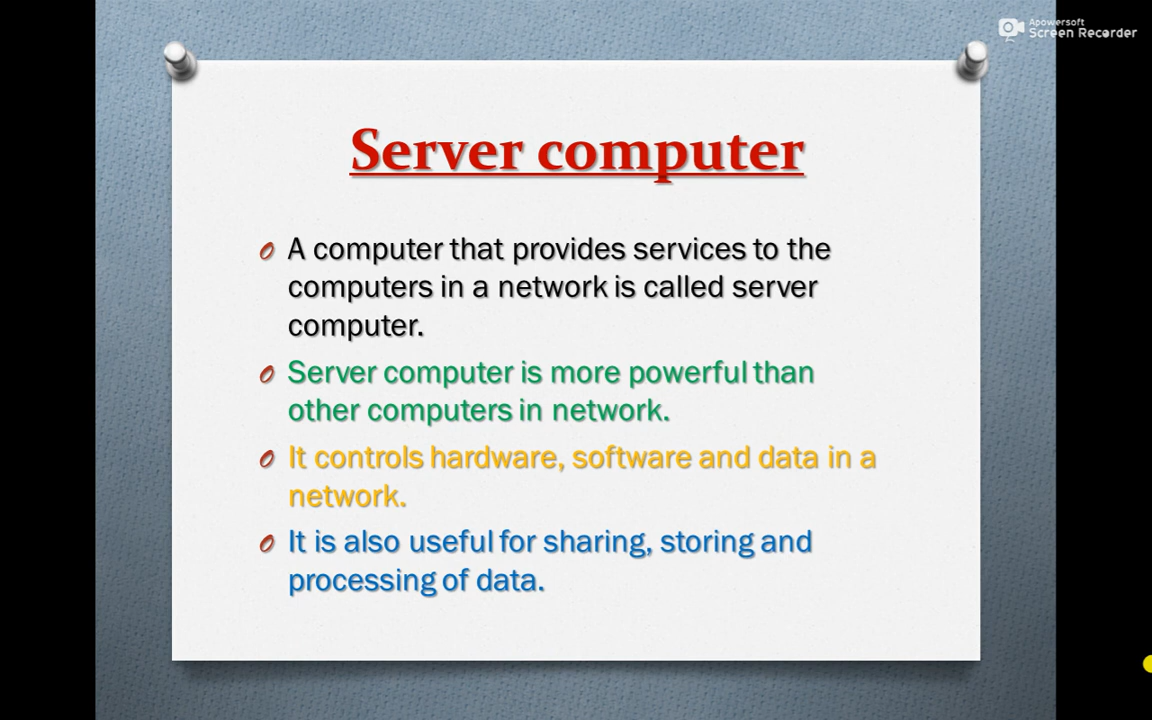 Apowersoft
Screen Recorder
Server computer
A computer that provides services to the
computers in a network is called server
computer.
Server computer is more powerful than
other computers in network.
It controls hardware, software and data in a
network.
It is also useful for sharing, storing and
processing of data.